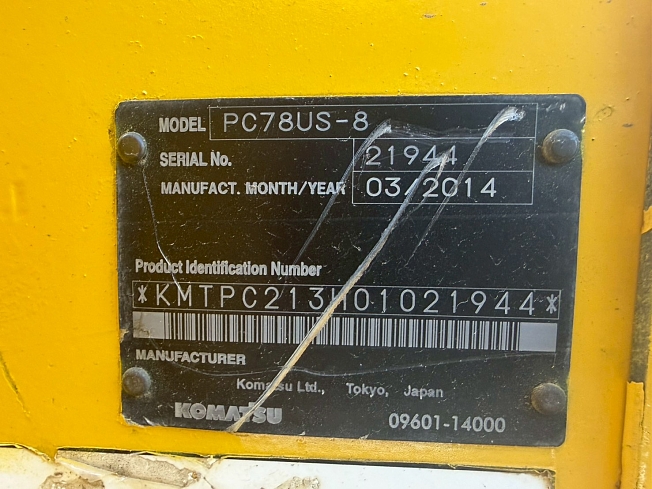 MODEL PC78US-8
SERIAL No. 21944
MANUFACT. MONTH/YEAR 03/2014
Product Identification Number
*KMTPC213H01021944*
MANUFACTURER
Komatsu Ltd., Tokyo, Japan
KOMATSU
09601-14000